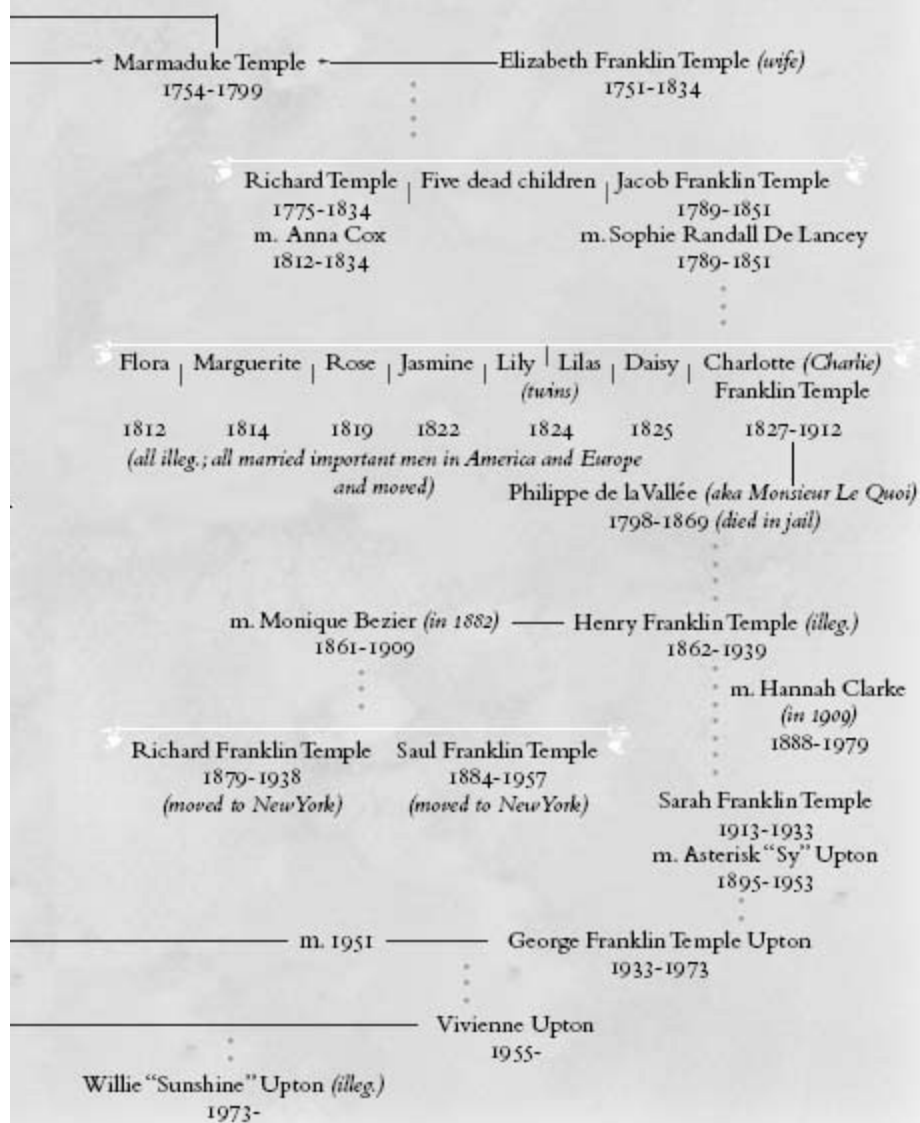 Marmaduke Temple Elizabeth Franklin Temple (wife)
1754-1799 1751-1834
Richard Temple | Five dead children | Jacob Franklin Temple
1775-1834 1789-1851
m. Anna Cox m. Sophie Randall De Lancey
1812-1834 1789-1851
Flora | Marguerite | Rose | Jasmine | Lily | Lilas | Daisy | Charlotte (Charlie)
(twins) Franklin Temple
1812 1814 1819 1822 1824 1825 1827-1912
(all illeg.; all married important men in America and Europe
and moved)
Philippe de la Vallée (aka Monsieur Le Quoi)
1798-1869 (died in jail)
m. Monique Bezier (in 1882) Henry Franklin Temple (illeg.)
1861-1909 1862-1939
m. Hannah Clarke
(in 1909)
1888-1979
Richard Franklin Temple Saul Franklin Temple
1879-1938 1884-1957
(moved to New York) (moved to New York)
Sarah Franklin Temple
1913-1933
m. Asterisk “Sy” Upton
1895-1953
m. 1951 George Franklin Temple Upton
1933-1973
Vivienne Upton
1955-
Willie “Sunshine” Upton (illeg.)
1973-